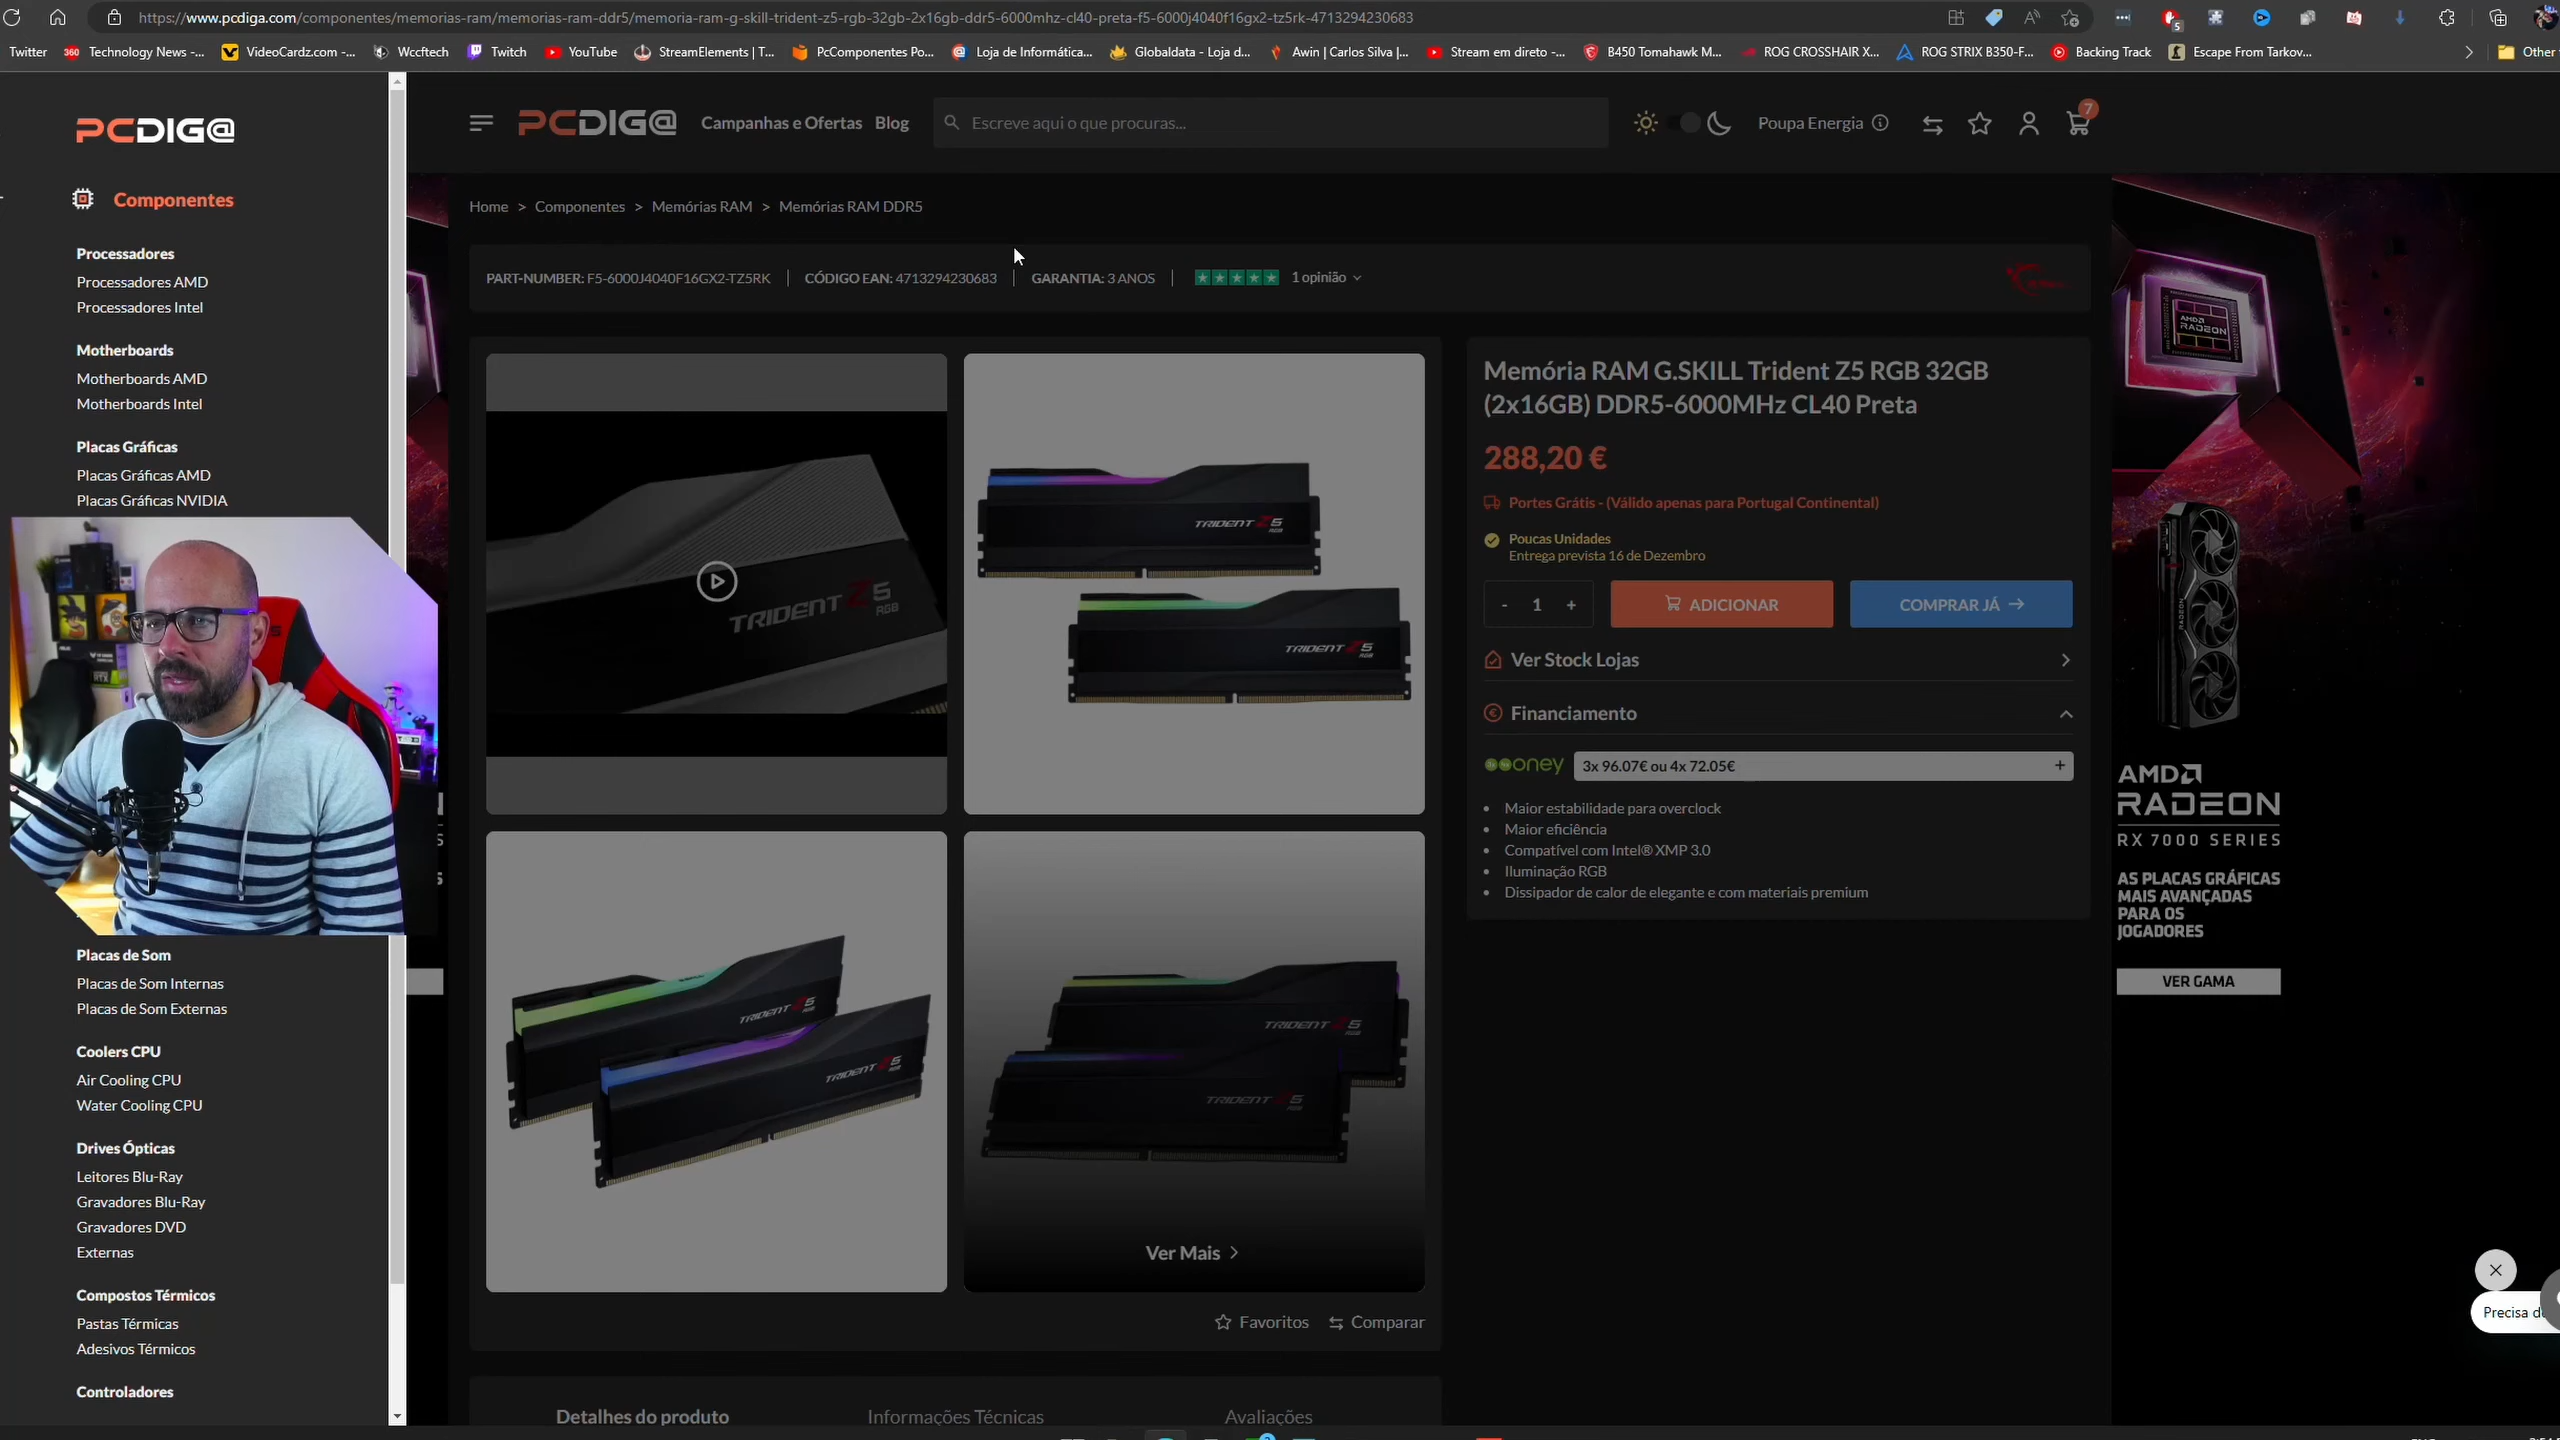 https://www.pcdiga.com/componentes/memorias-ram/memorias-ram-ddr5/memoria-ram-g-skill-trident-z5-rgb-32gb-2x16gb-ddr5-6000mhz-cl40-preta-f5-6000j4040f16gx2-tz5rk-4713294230683
Twitter 360 Technology News -... VideoCardz.com -... Wccftech Twitch YouTube StreamElements | T... PcComponentes Po... Loja de Informática... Globaldata - Loja d... Awin | Carlos Silva |... Stream em direto -... B450 Tomahawk M... ROG CROSSHAIR X... ROG STRIX B350-F... Backing Track Escape From Tarkov... Other
PCDIG@
Componentes
Processadores
Processadores AMD
Processadores Intel
Motherboards
Motherboards AMD
Motherboards Intel
Placas Gráficas
Placas Gráficas AMD
Placas Gráficas NVIDIA
Placas de Som
Placas de Som Internas
Placas de Som Externas
Coolers CPU
Air Cooling CPU
Water Cooling CPU
Drives Ópticas
Leitores Blu-Ray
Gravadores Blu-Ray
Gravadores DVD
Externas
Compostos Térmicos
Pastas Térmicas
Adesivos Térmicos
Controladores
PCDIG@ Campanhas e Ofertas Blog Escreve aqui o que procuras... Poupa Energia 7
Home > Componentes > Memórias RAM > Memórias RAM DDR5
PART-NUMBER: F5-6000J4040F16GX2-TZ5RK | CÓDIGO EAN: 4713294230683 | GARANTIA: 3 ANOS | 1 opinião
TRIDENT Z5 RGB
TRIDENT Z5 RGB
TRIDENT Z5 RGB
TRIDENT Z5 RGB
TRIDENT Z5 RGB
TRIDENT Z5 RGB
TRIDENT Z5 RGB
Ver Mais
Favoritos Comparar
Detalhes do produto Informações Técnicas Avaliações
Memória RAM G.SKILL Trident Z5 RGB 32GB
(2x16GB) DDR5-6000MHz CL40 Preta
288,20 €
Portes Grátis - (Válido apenas para Portugal Continental)
Poucas Unidades
Entrega prevista 16 de Dezembro
- 1 + ADICIONAR COMPRAR JÁ
Ver Stock Lojas
Financiamento
oney 3x 96.07€ ou 4x 72.05€ +
• Maior estabilidade para overclock
• Maior eficiência
• Compatível com Intel® XMP 3.0
• Iluminação RGB
• Dissipador de calor de elegante e com materiais premium
AMD
RADEON
AMD
RADEON
RX 7000 SERIES
AS PLACAS GRÁFICAS
MAIS AVANÇADAS
PARA OS
JOGADORES
VER GAMA
Precisa d